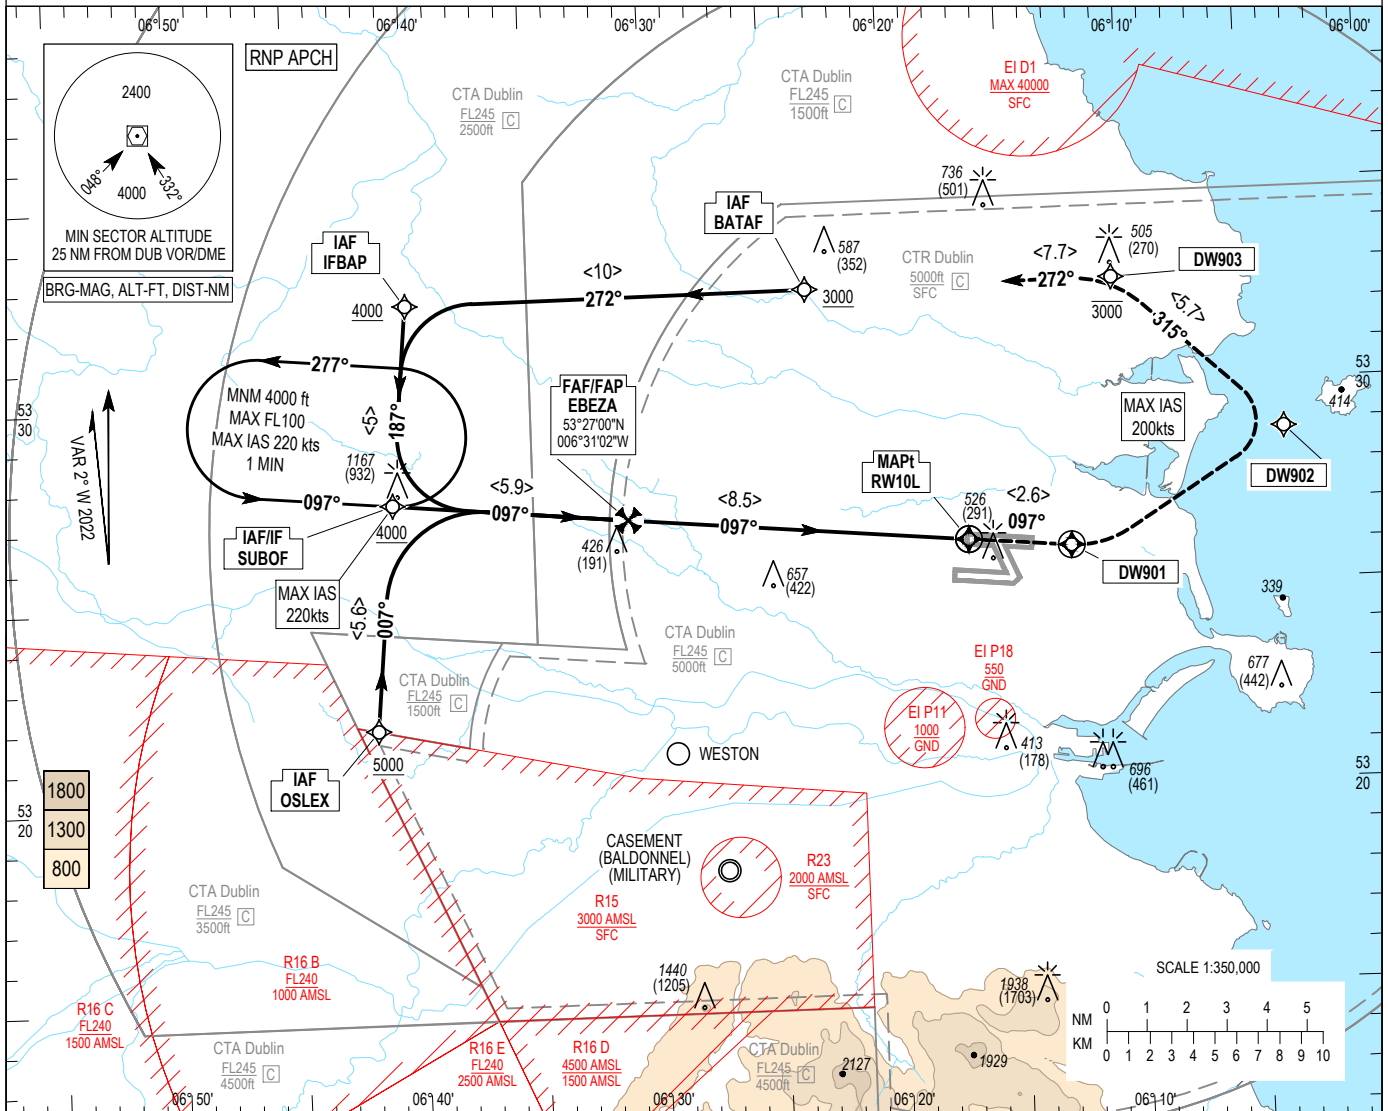 06°50'
06°40'
06°30'
06°20'
06°10'
06°00'
RNP APCH
2400
048°
332°
4000
MIN SECTOR ALTITUDE
25 NM FROM DUB VOR/DME
BRG-MAG, ALT-FT, DIST-NM
CTA Dublin
FL245
2500ft
C
CTA Dublin
FL245
1500ft
C
EI D1
MAX 40000
SFC
736
(501)
IAF
BATAF
3000
587
(352)
CTR Dublin
5000ft
SFC
C
505
(270)
<7.7>
272°
DW903
3000
<5.7>
315°
IAF
IFBAP
4000
<10>
272°
277°
MNM 4000 ft
MAX FL100
MAX IAS 220 kts
1 MIN
<5>
187°
FAF/FAP
EBEZA
53°27'00"N
006°31'02"W
MAX IAS
200kts
53
30
414
53
30
VAR 2° W 2022
1167
(932)
097°
<5.9>
097°
<8.5>
097°
MAPt
RW10L
526
(291)
<2.6>
097°
DW902
IAF/IF
SUBOF
4000
426
(191)
657
(422)
DW901
MAX IAS
220kts
<5.6>
007°
339
CTA Dublin
FL245
5000ft
C
EI P18
550
GND
677
(442)
CTA Dublin
FL245
1500ft
C
EI P11
1000
GND
413
(178)
696
(461)
IAF
OSLEX
5000
WESTON
53
20
1800
1300
800
53
20
CASEMENT
(BALDONNEL)
(MILITARY)
R23
2000 AMSL
SFC
R15
3000 AMSL
SFC
CTA Dublin
FL245
3500ft
C
R16 B
FL240
1000 AMSL
R16 C
FL240
1500 AMSL
1440
(1205)
1938
(1703)
SCALE 1:350,000
NM
0 1 2 3 4 5
KM
0 1 2 3 4 5 6 7 8 9 10
CTA Dublin
FL245
4500ft
C
R16 E
FL240
2500 AMSL
R16 D
4500 AMSL
1500 AMSL
CTA Dublin
FL245
4500ft
C
2127
1929
06°50'
06°40'
06°30'
06°20'
06°10'